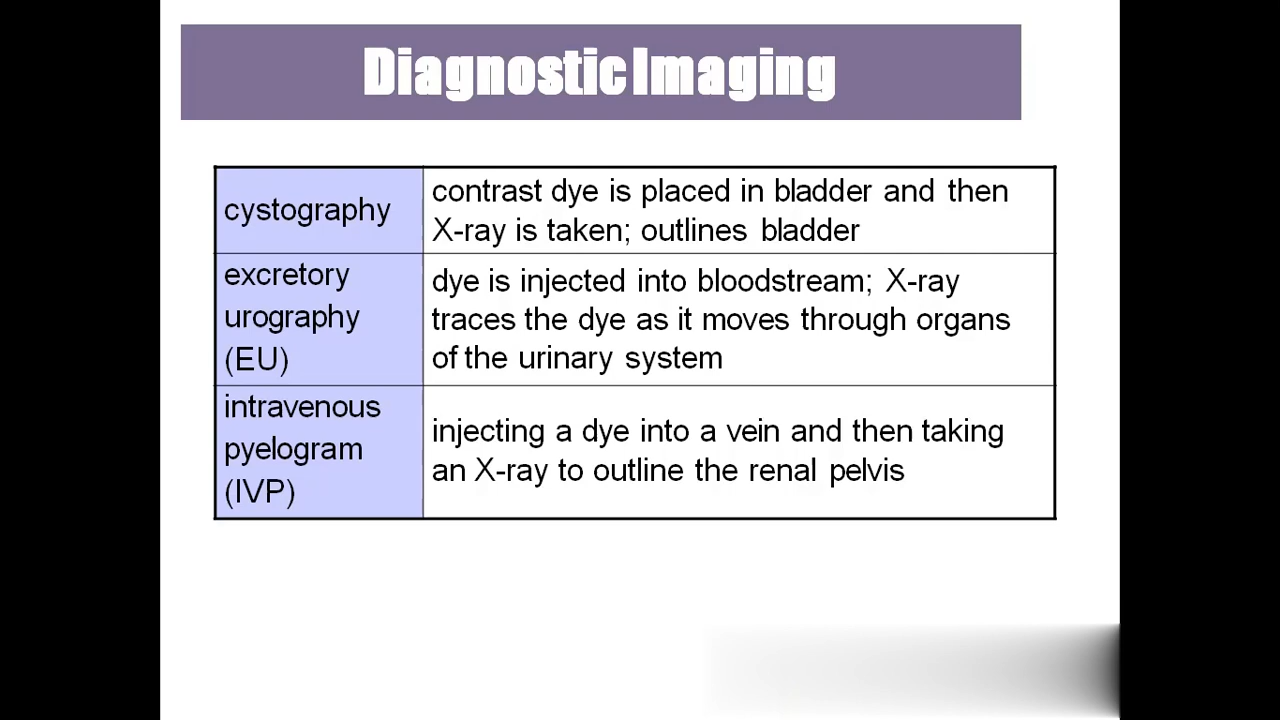 Diagnostic Imaging
cystography
contrast dye is placed in bladder and then
X-ray is taken; outlines bladder
excretory
urography
(EU)
dye is injected into bloodstream; X-ray
traces the dye as it moves through organs
of the urinary system
intravenous
pyelogram
(IVP)
injecting a dye into a vein and then taking
an X-ray to outline the renal pelvis